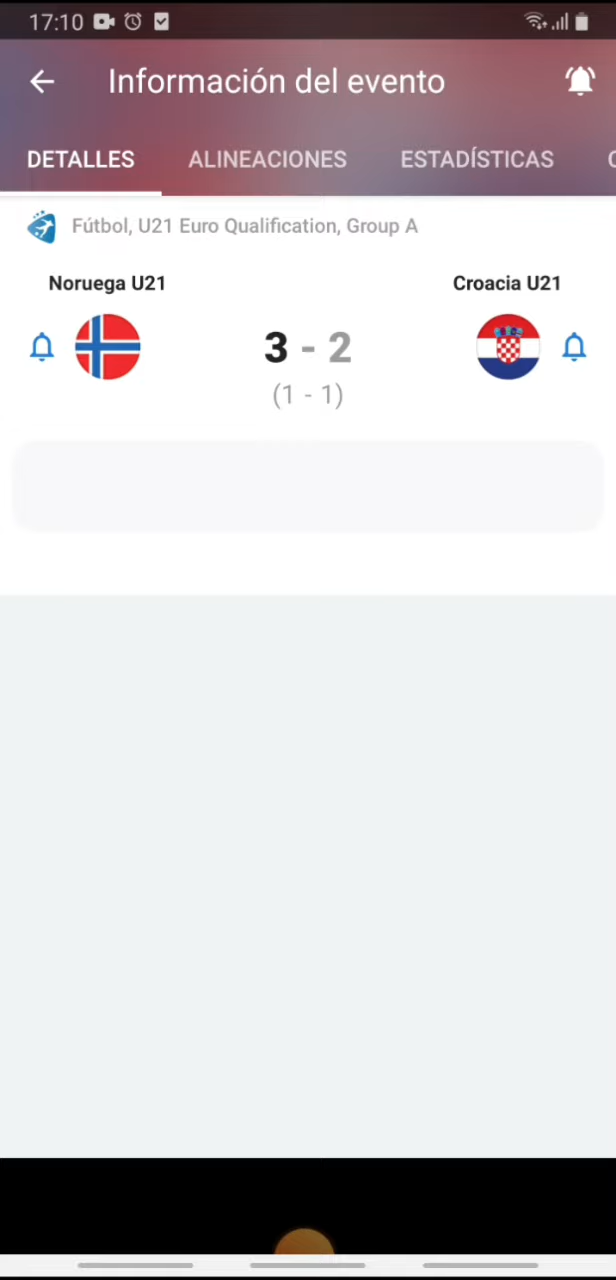 17:10
Información del evento
DETALLES ALINEACIONES ESTADÍSTICAS
Fútbol, U21 Euro Qualification, Group A
Noruega U21 Croacia U21
3 - 2
(1 - 1)